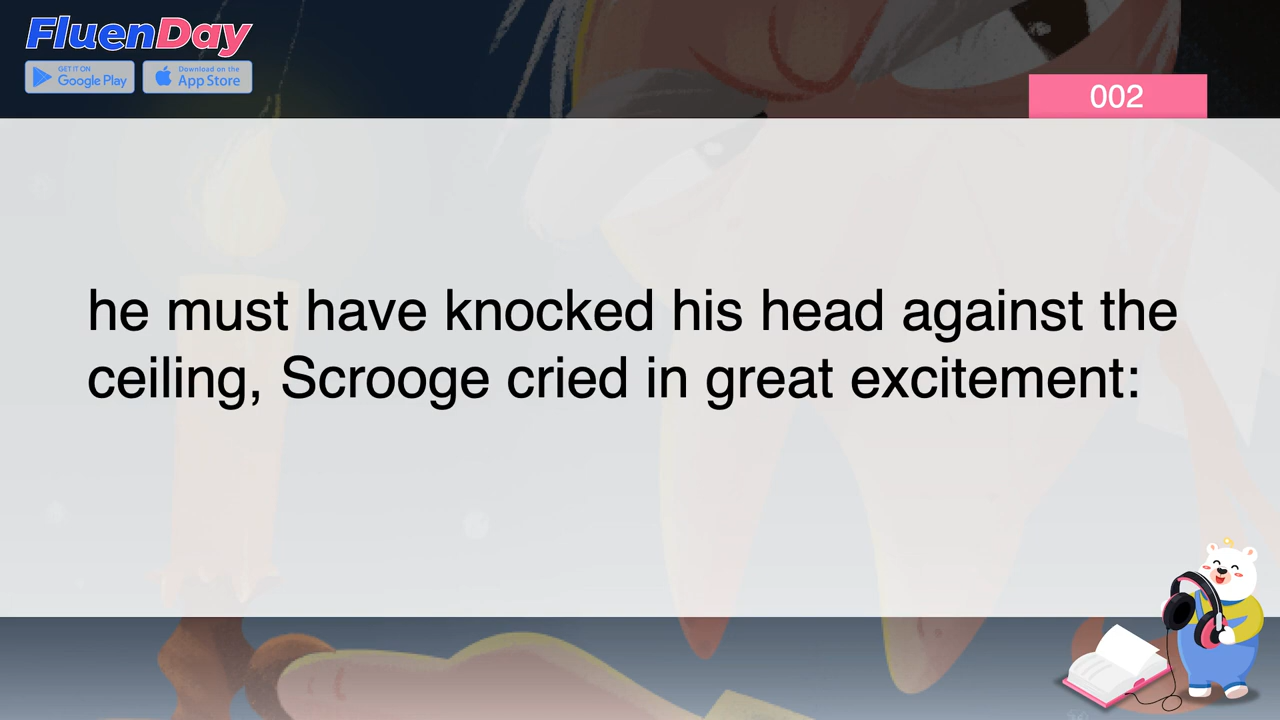 FluenDay
GET IT ON
Google Play
Download on the
App Store
002
he must have knocked his head against the
ceiling, Scrooge cried in great excitement: